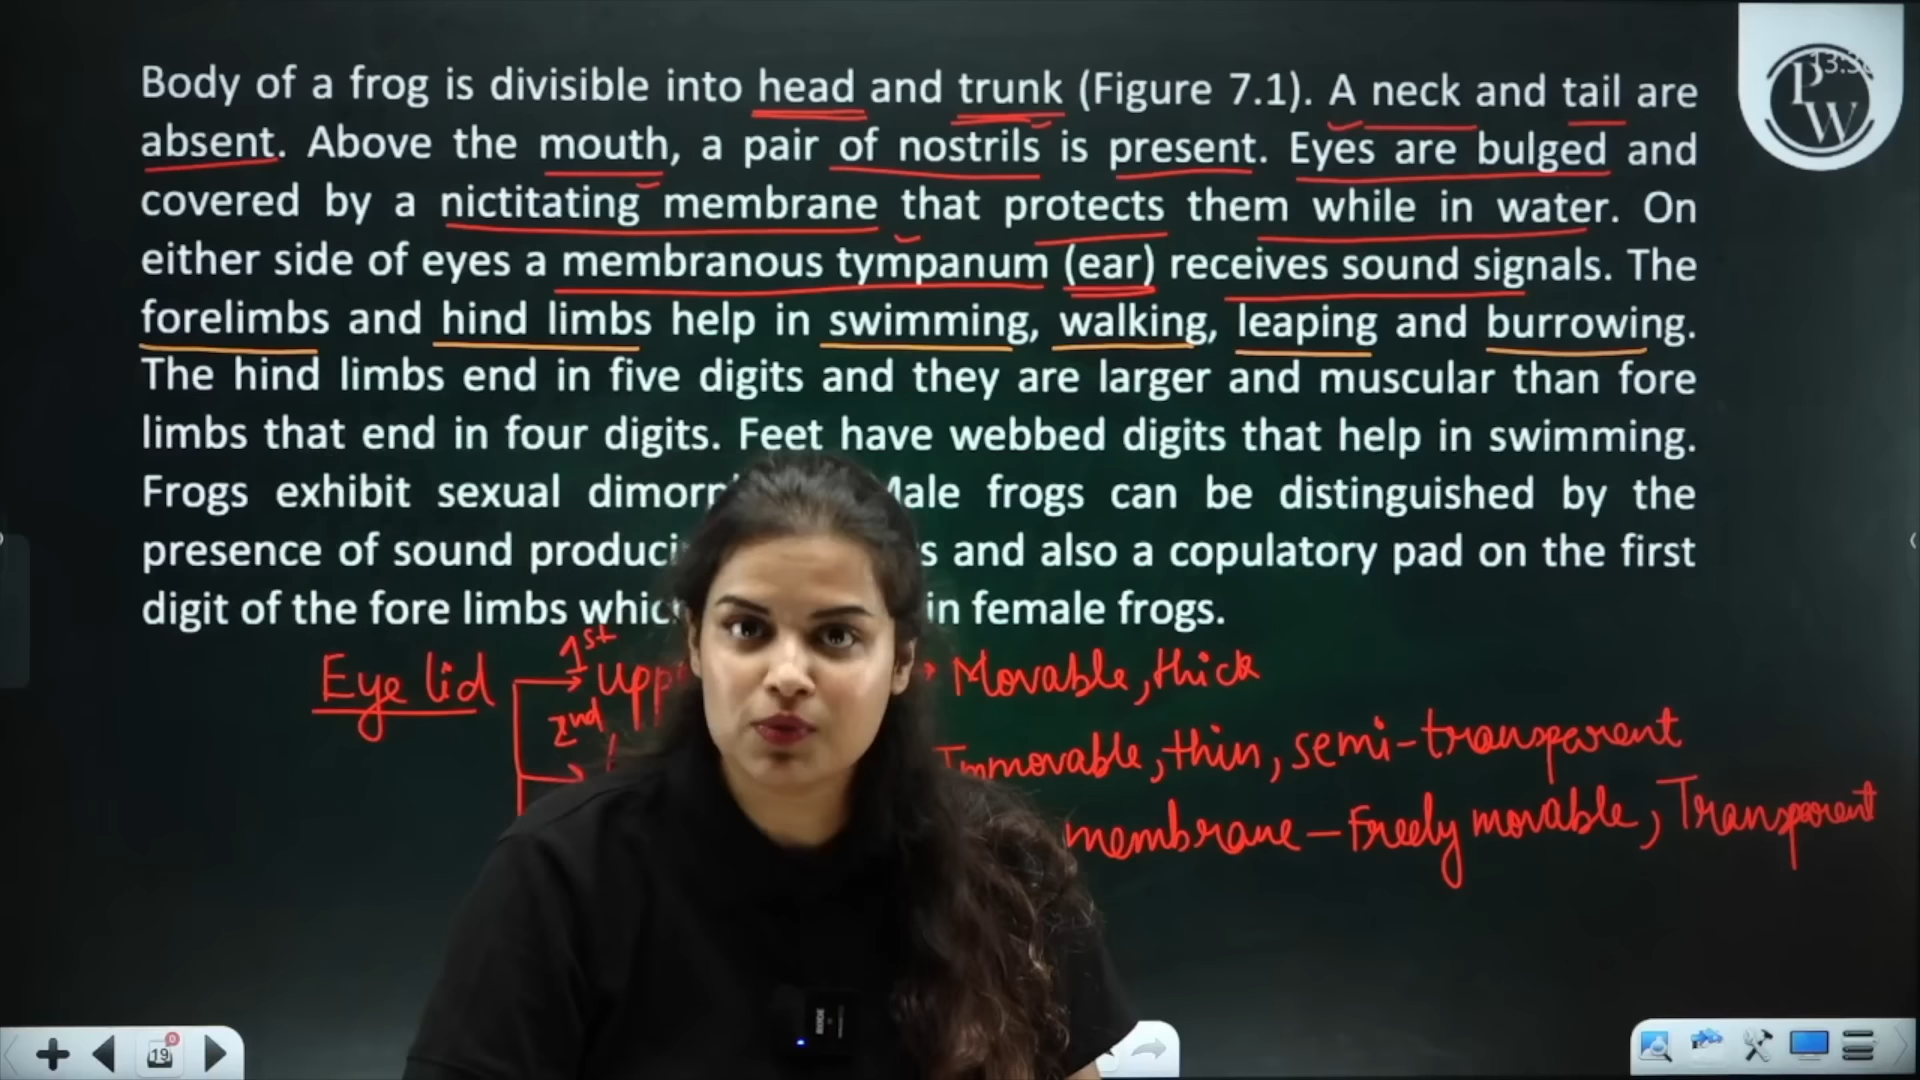 Body of a frog is divisible into head and trunk (Figure 7.1). A neck and tail are
absent. Above the mouth, a pair of nostrils is present. Eyes are bulged and
covered by a nictitating membrane that protects them while in water. On
either side of eyes a membranous tympanum (ear) receives sound signals. The
forelimbs and hind limbs help in swimming, walking, leaping and burrowing.
The hind limbs end in five digits and they are larger and muscular than fore
limbs that end in four digits. Feet have webbed digits that help in swimming.
Frogs exhibit sexual Male frogs can be distinguished by the
presence of sound and also a copulatory pad on the first
digit of the fore limbs in female frogs.
Eye lid 1st Movable, thick
2nd Immovable, thin, semi-transparent
membrane – Freely movable, Transparent
PW
19
0